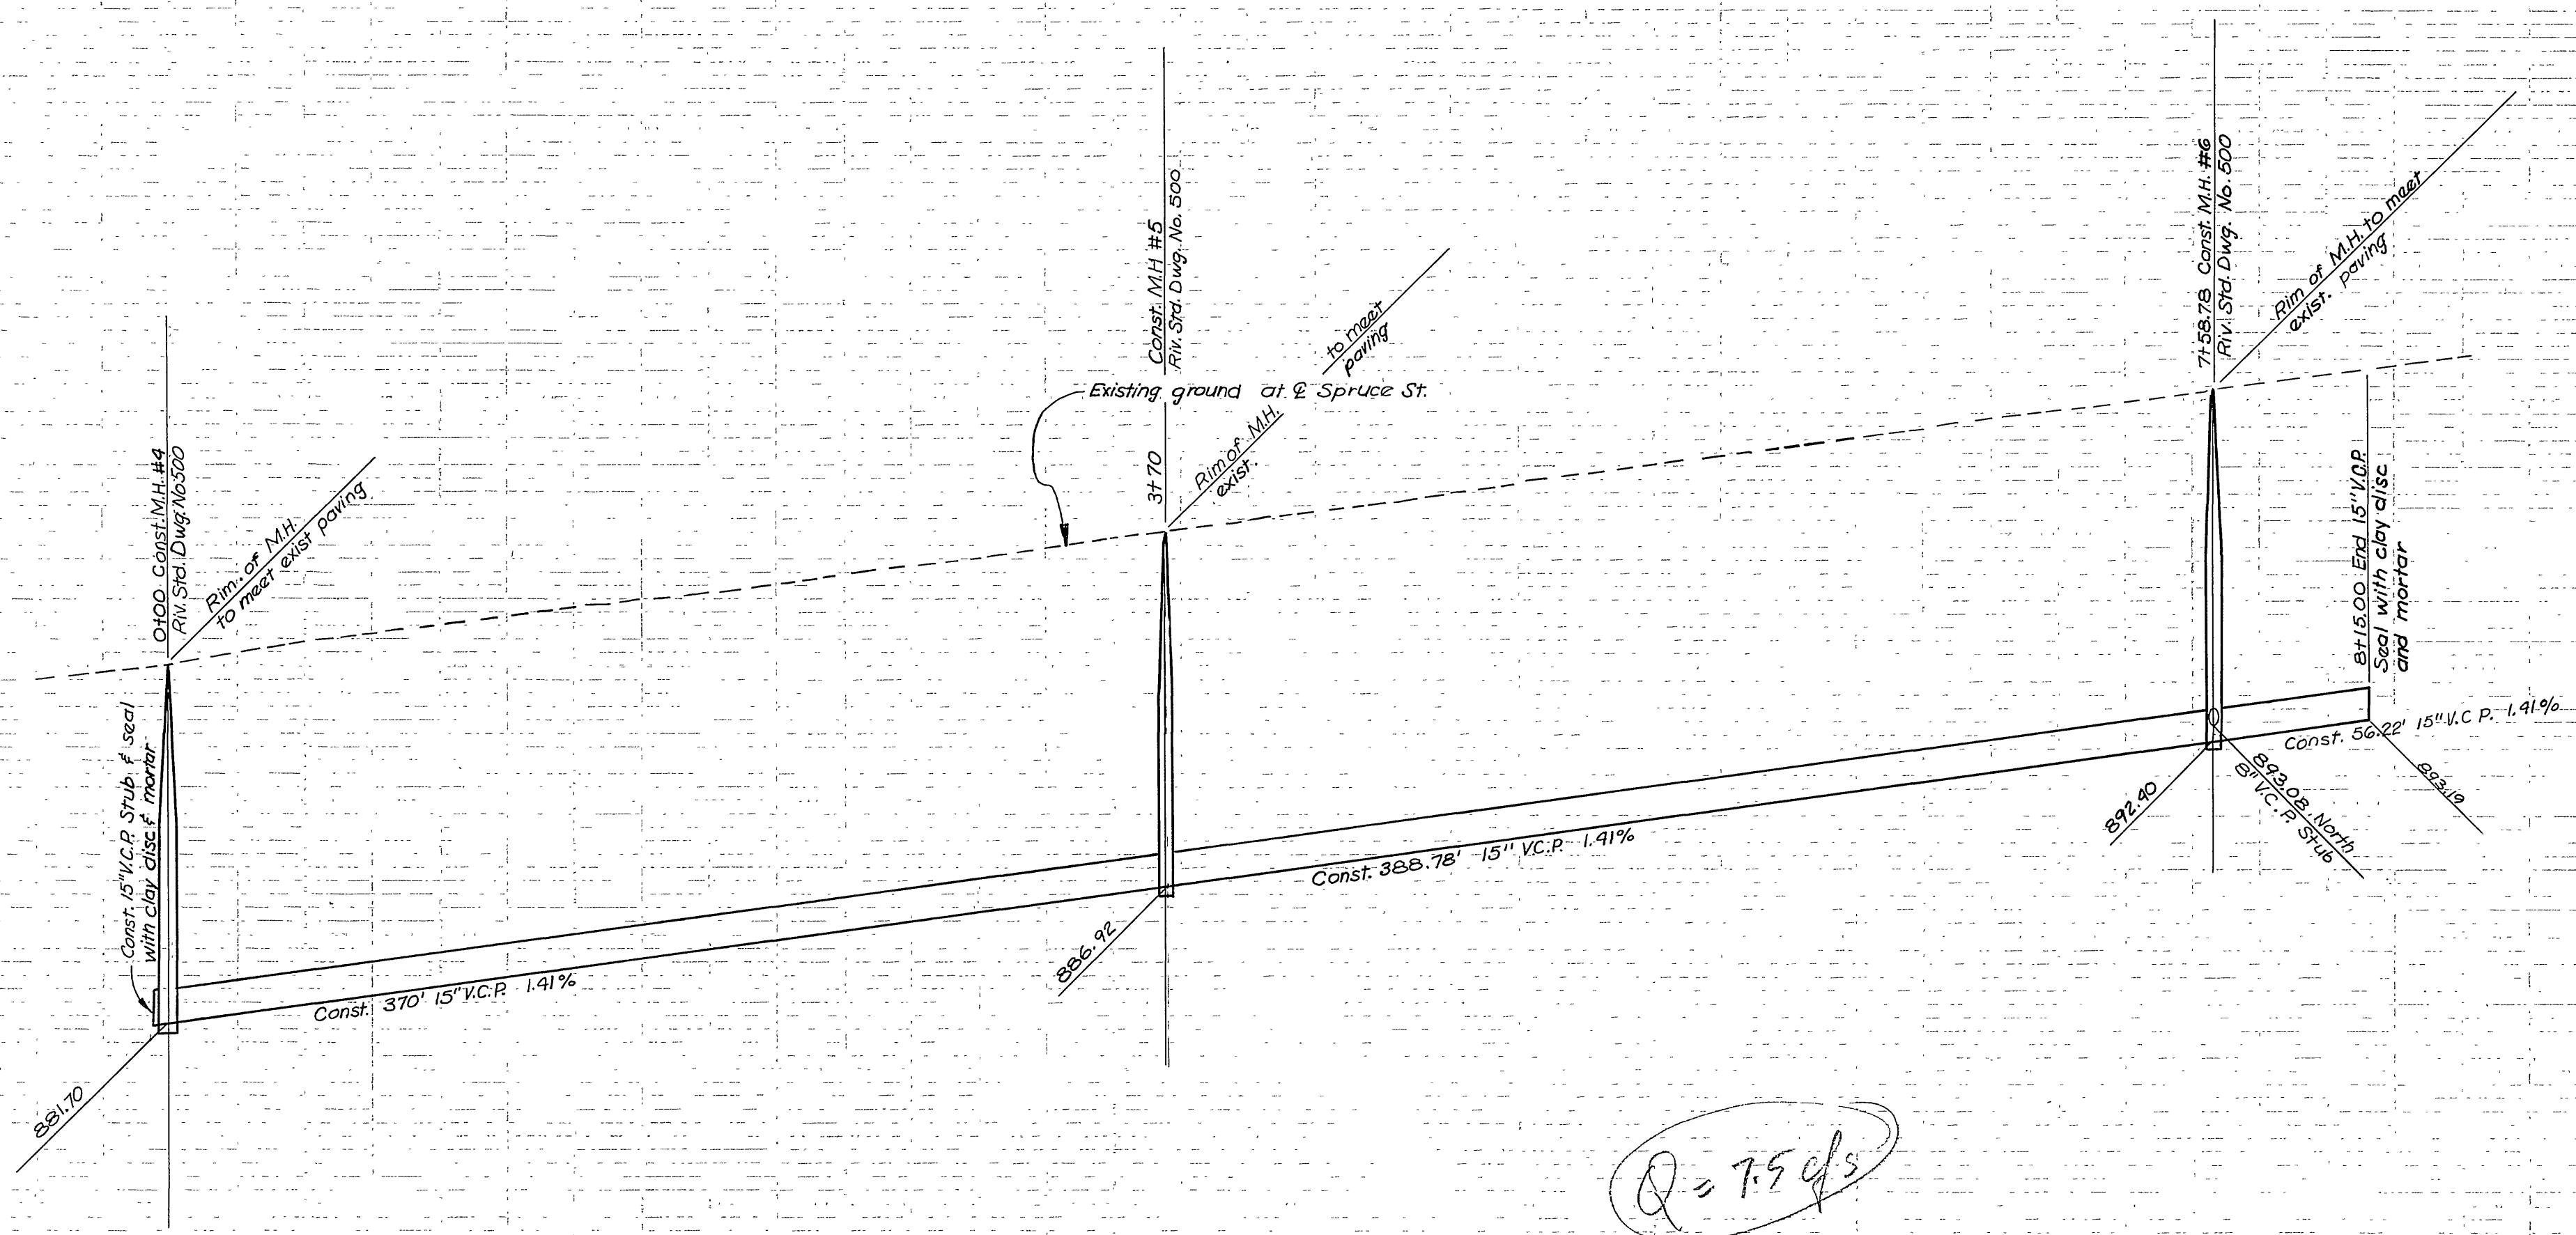 0+00 Const. M.H. #4
Riv. Std. Dwg. No 500
Rim. of M.H.
to meet exist paving
Const. 15" V.C.P. Stub & seal
with clay disc & mortar
881.70
Const. 370' 15" V.C.P. 1.41%
Const. M.H #5
Riv. Std. Dwg. No. 500
3+70
Existing ground at ℄ Spruce St.
Rim of M.H. to meet
exist. paving
886.92
Const. 388.78' 15" V.C.P. 1.41%
7+58.78 Const. M.H. #6
Riv. Std. Dwg. No. 500
Rim of M.H. to meet
exist. paving
892.40
893.08 North
8" V.C.P. Stub
8+15.00 End 15" V.C.P.
Seal with clay disc
and mortar
Const. 56.22' 15" V.C P. 1.41%
893.19
Q = 7.5 cfs